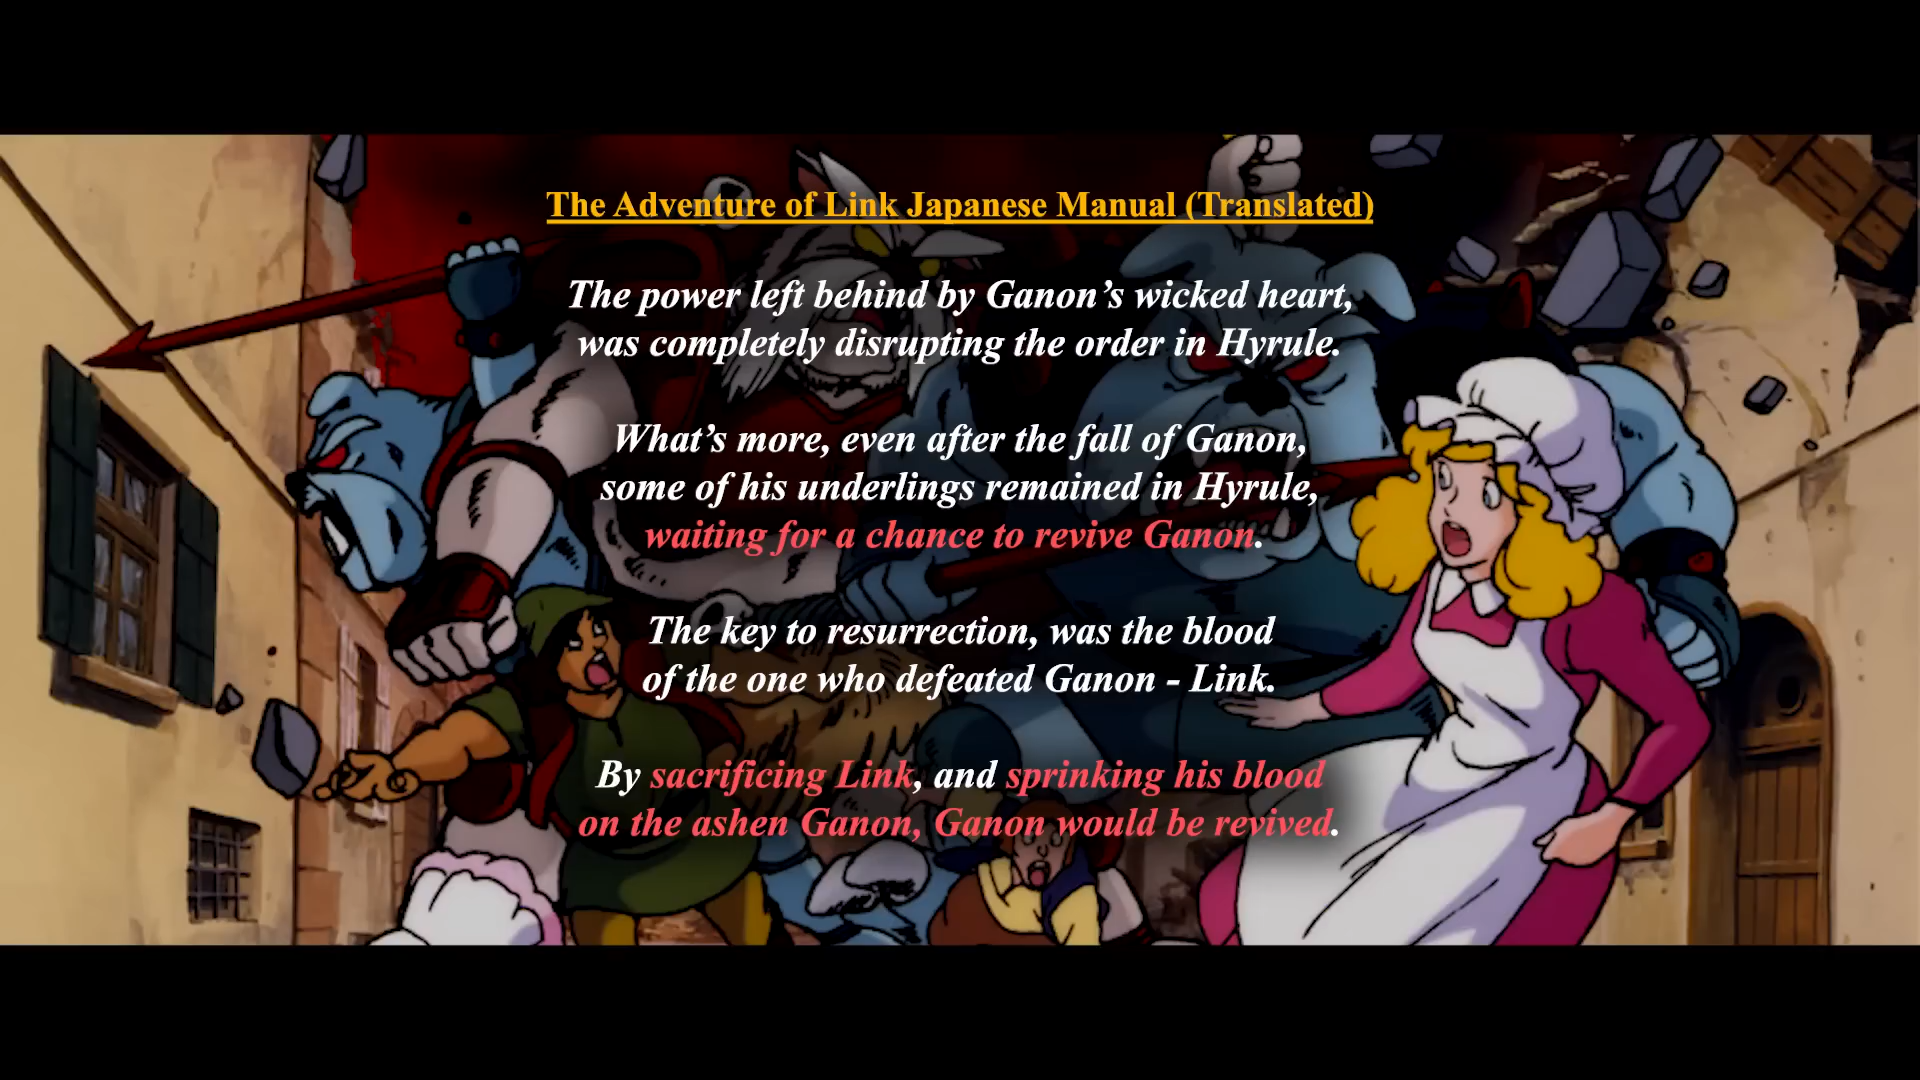 The Adventure of Link Japanese Manual (Translated)
The power left behind by Ganon’s wicked heart,
was completely disrupting the order in Hyrule.
What’s more, even after the fall of Ganon,
some of his underlings remained in Hyrule,
waiting for a chance to revive Ganon.
The key to resurrection, was the blood
of the one who defeated Ganon - Link.
By sacrificing Link, and sprinking his blood
on the ashen Ganon, Ganon would be revived.